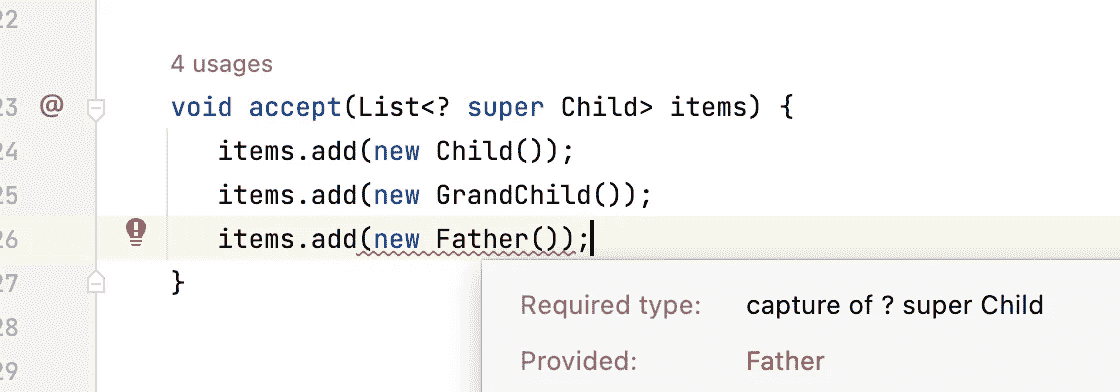 22
4 usages
23 @ void accept(List<? super Child> items) {
24 items.add(new Child());
25 items.add(new GrandChild());
26 items.add(new Father());
27 }
Required type: capture of ? super Child
28
Provided: Father
29